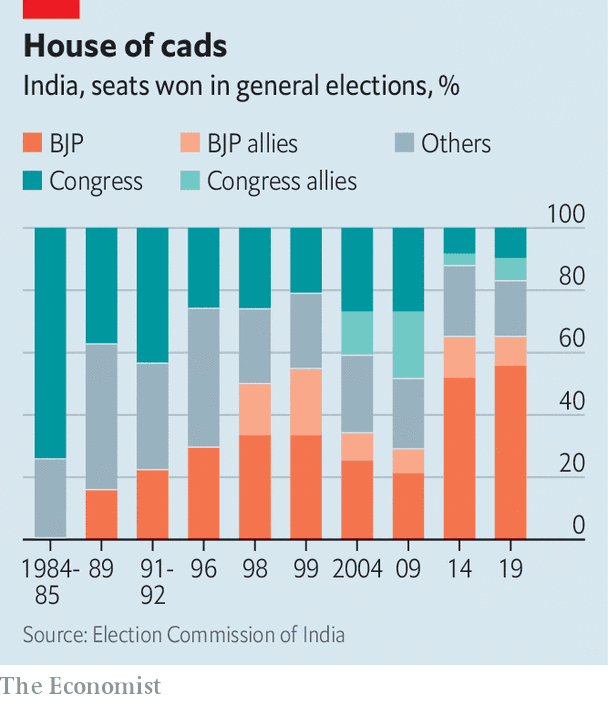 House of cads
India, seats won in general elections, %
BJP BJP allies Others
Congress Congress allies
100
80
60
40
20
0
1984-85 89 91-92 96 98 99 2004 09 14 19
Source: Election Commission of India
The Economist